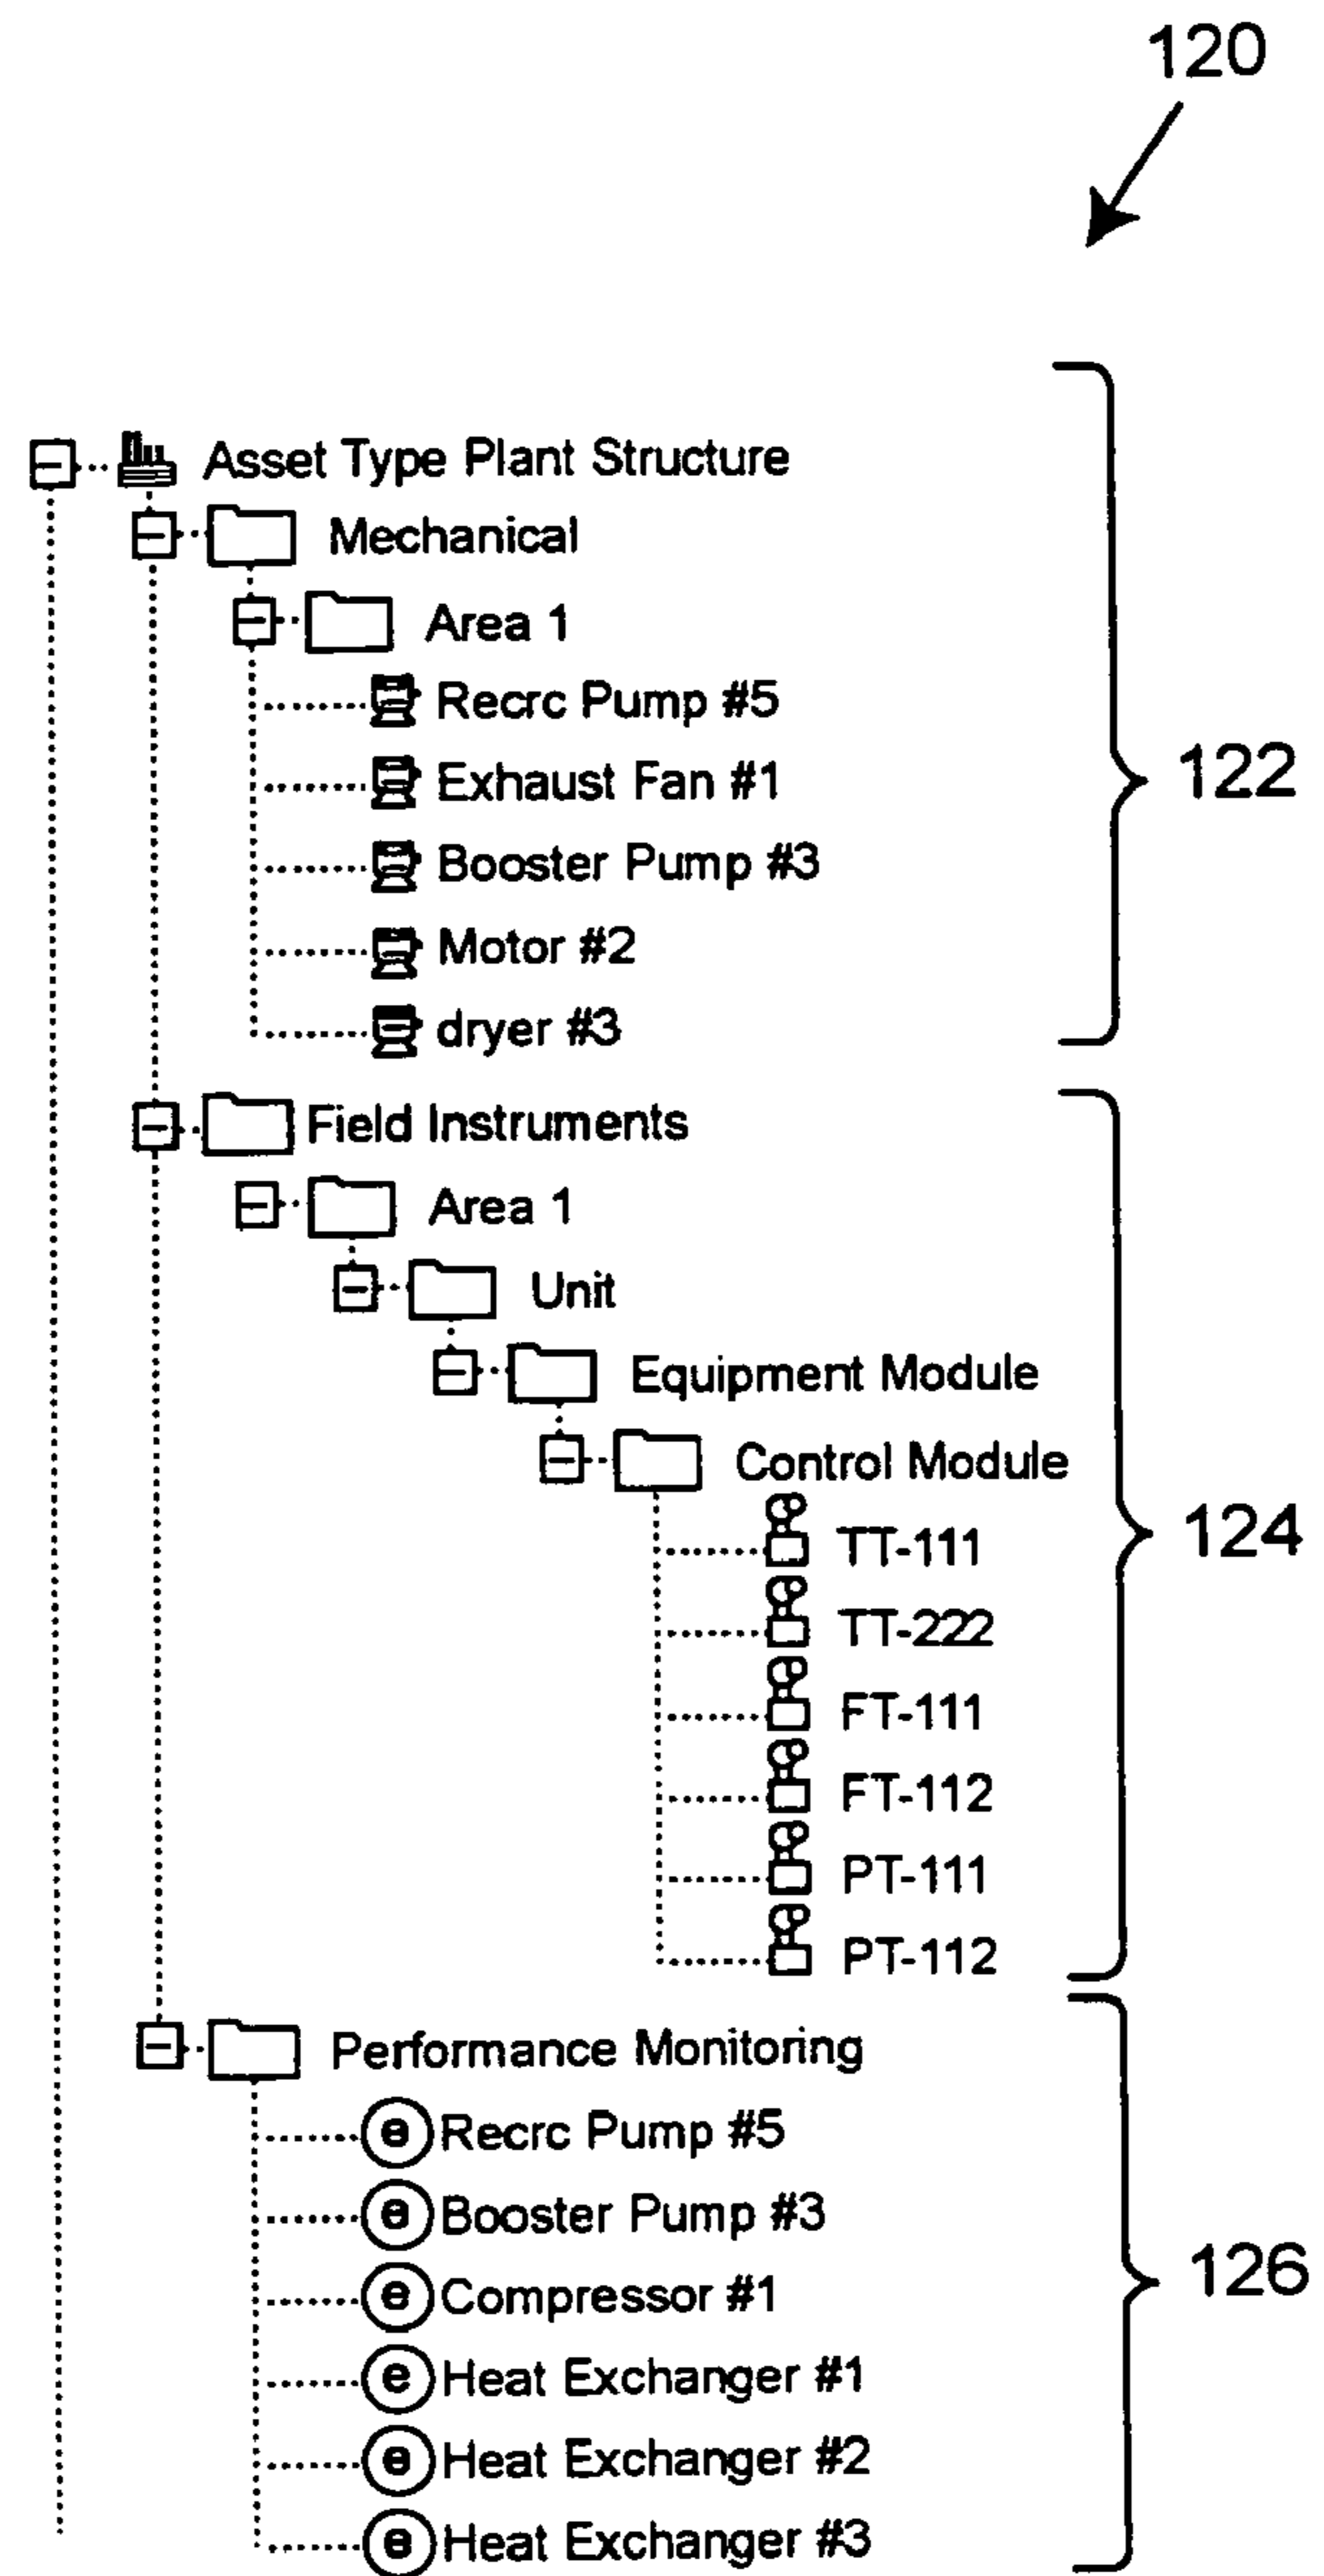 120
Asset Type Plant Structure
Mechanical
Area 1
Recrc Pump #5
Exhaust Fan #1
122
Booster Pump #3
Motor #2
dryer #3
Field Instruments
Area 1
Unit
Equipment Module
Control Module
TT-111
124
TT-222
FT-111
FT-112
PT-111
PT-112
Performance Monitoring
e Recrc Pump #5
e Booster Pump #3
e Compressor #1
126
e Heat Exchanger #1
e Heat Exchanger #2
e Heat Exchanger #3